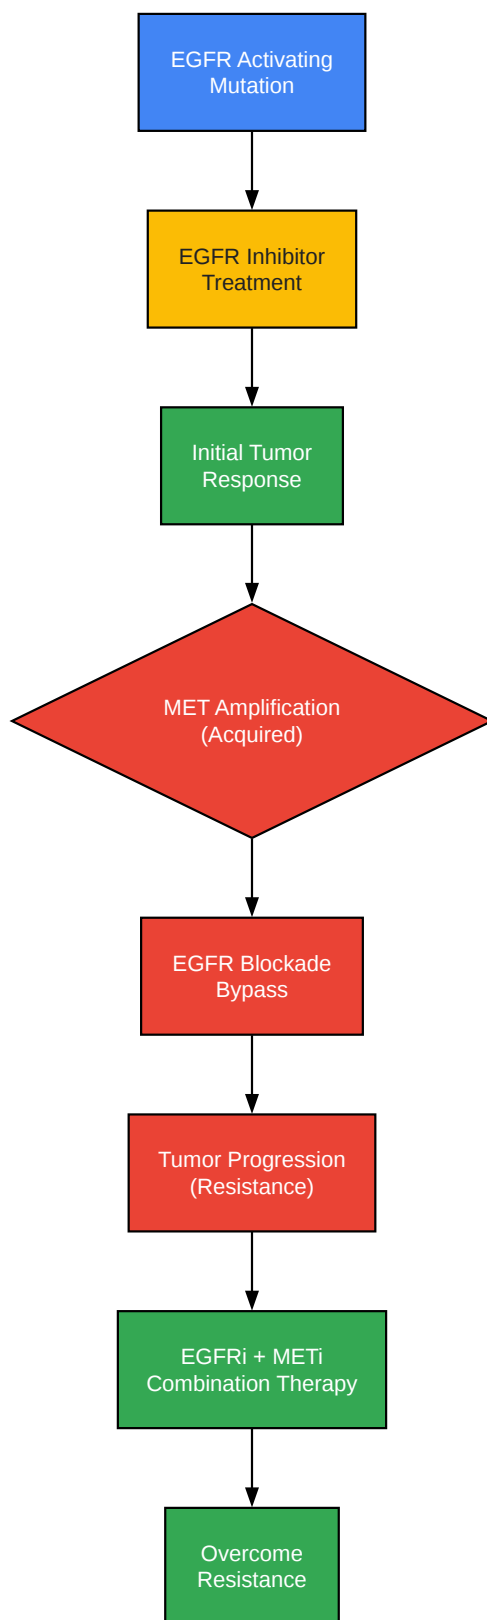 EGFR Activating
Mutation
EGFR Inhibitor
Treatment
Initial Tumor
Response
MET Amplification
(Acquired)
EGFR Blockade
Bypass
Tumor Progression
(Resistance)
EGFRi + METi
Combination Therapy
Overcome
Resistance